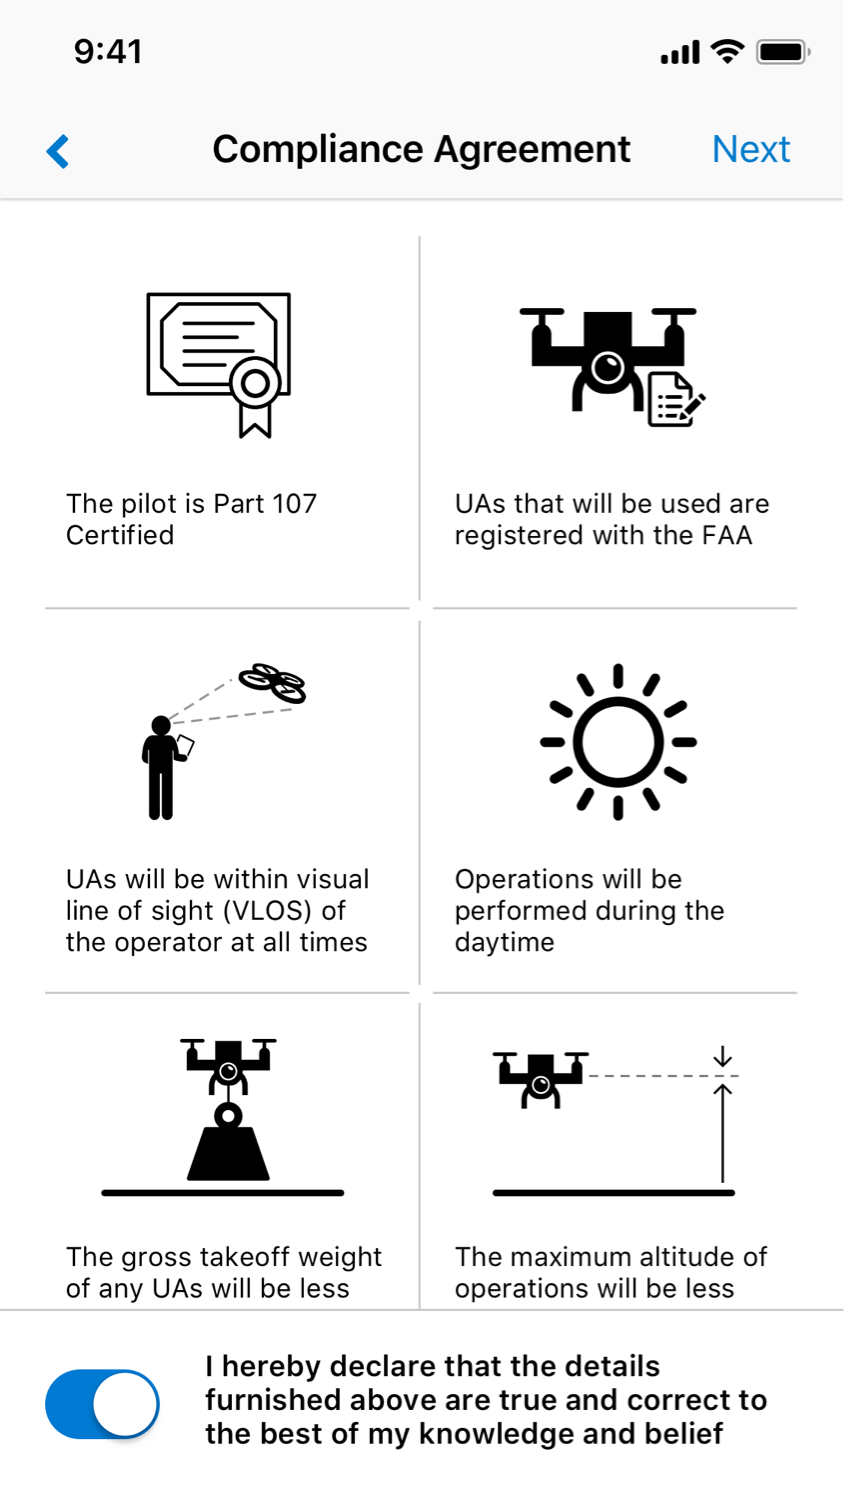 9:41
Compliance Agreement
Next
The pilot is Part 107
Certified
UAs that will be used are
registered with the FAA
UAs will be within visual
line of sight (VLOS) of
the operator at all times
Operations will be
performed during the
daytime
The gross takeoff weight
of any UAs will be less
The maximum altitude of
operations will be less
I hereby declare that the details
furnished above are true and correct to
the best of my knowledge and belief